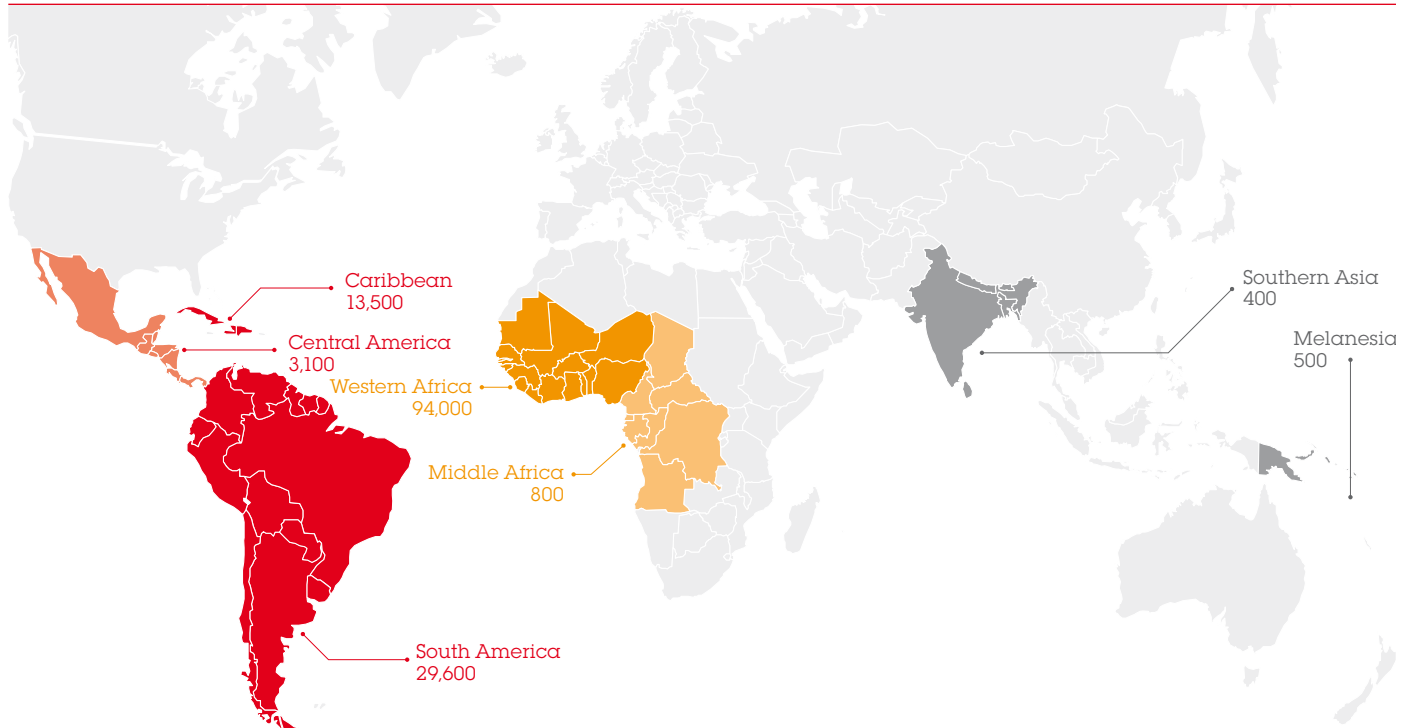 Caribbean
13,500
Central America
3,100
Western Africa
94,000
Middle Africa
800
South America
29,600
Southern Asia
400
Melanesia
500